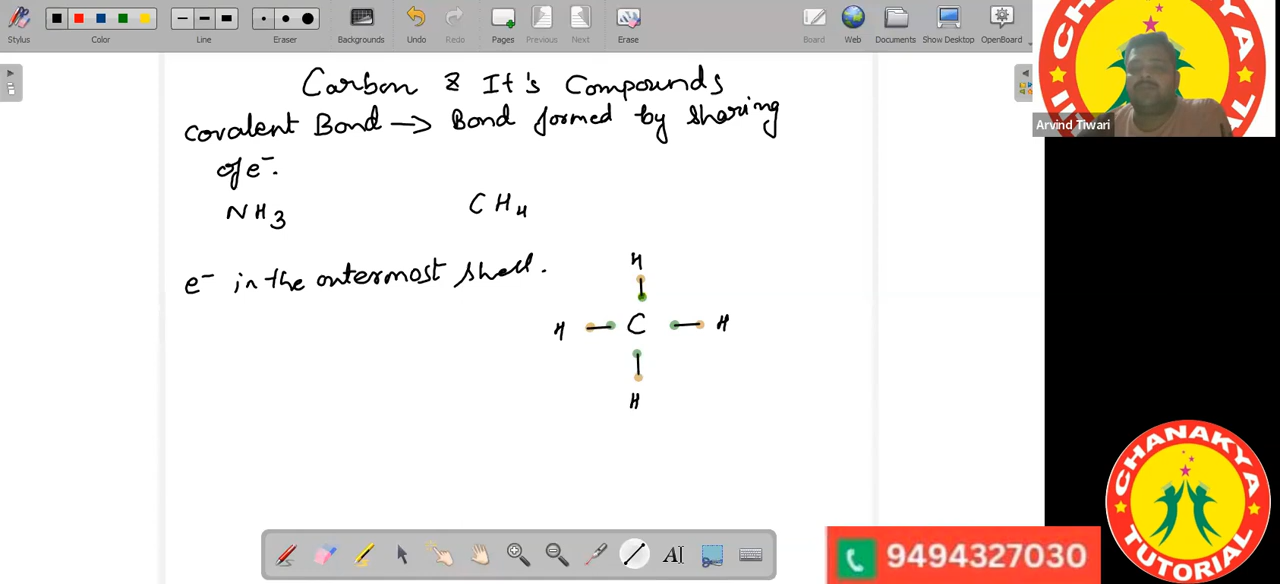 Stylus
Color
Line
Eraser
Backgrounds
Undo
Redo
Pages
Previous
Next
Erase
Board
Web
Documents
Show Desktop
OpenBoard
Arvind Tiwari
Carbon & It's Compounds
covalent Bond → Bond formed by sharing
of e⁻.
NH3
CH4
e⁻ in the outermost shell.
H
H C H
H
AI
9494327030
CHANAKYA
TUTORIAL